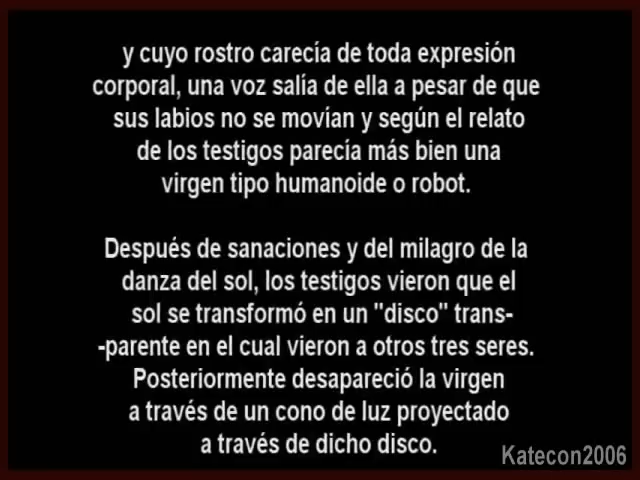 y cuyo rostro carecía de toda expresión
corporal, una voz salía de ella a pesar de que
sus labios no se movían y según el relato
de los testigos parecía más bien una
virgen tipo humanoide o robot.
Después de sanaciones y del milagro de la
danza del sol, los testigos vieron que el
sol se transformó en un "disco" trans-
-parente en el cual vieron a otros tres seres.
Posteriormente desapareció la virgen
a través de un cono de luz proyectado
a través de dicho disco.
Katecon2006